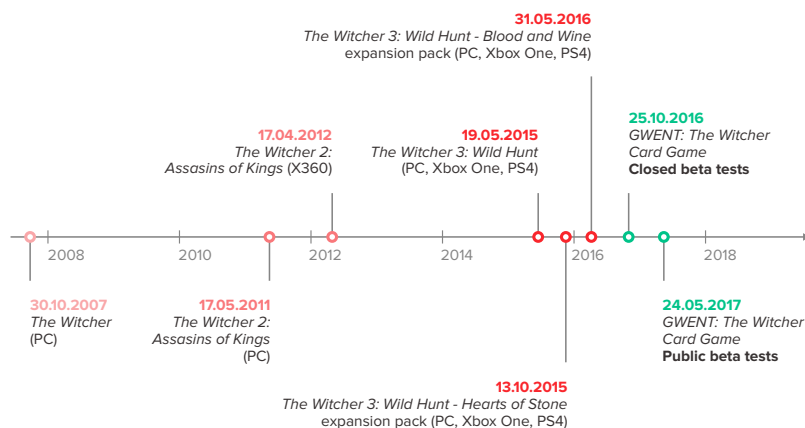 31.05.2016
The Witcher 3: Wild Hunt - Blood and Wine
expansion pack (PC, Xbox One, PS4)
17.04.2012
The Witcher 2:
Assasins of Kings (X360)
19.05.2015
The Witcher 3: Wild Hunt
(PC, Xbox One, PS4)
25.10.2016
GWENT: The Witcher
Card Game
Closed beta tests
2008
2010
2012
2014
2016
2018
30.10.2007
The Witcher
(PC)
17.05.2011
The Witcher 2:
Assasins of Kings
(PC)
24.05.2017
GWENT: The Witcher
Card Game
Public beta tests
13.10.2015
The Witcher 3: Wild Hunt - Hearts of Stone
expansion pack (PC, Xbox One, PS4)